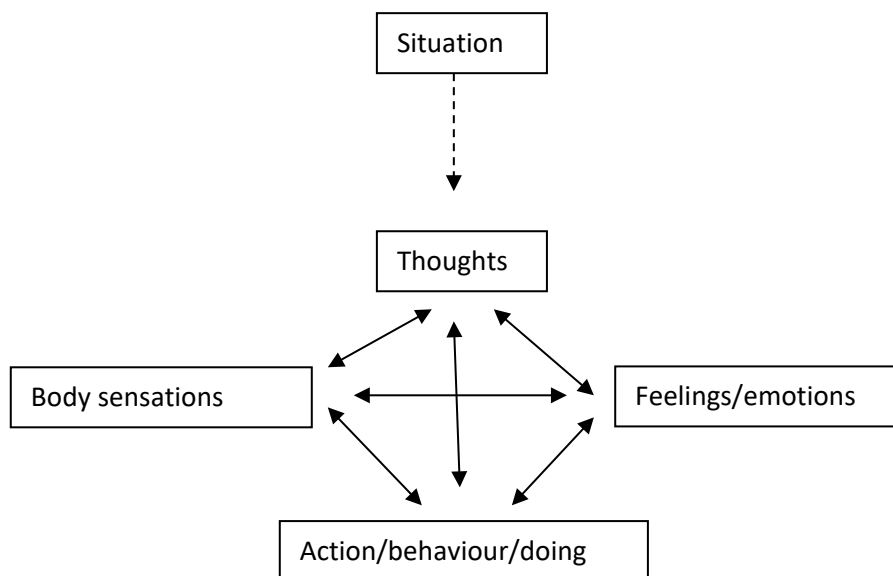 Situation
Thoughts
Body sensations
Feelings/emotions
Action/behaviour/doing